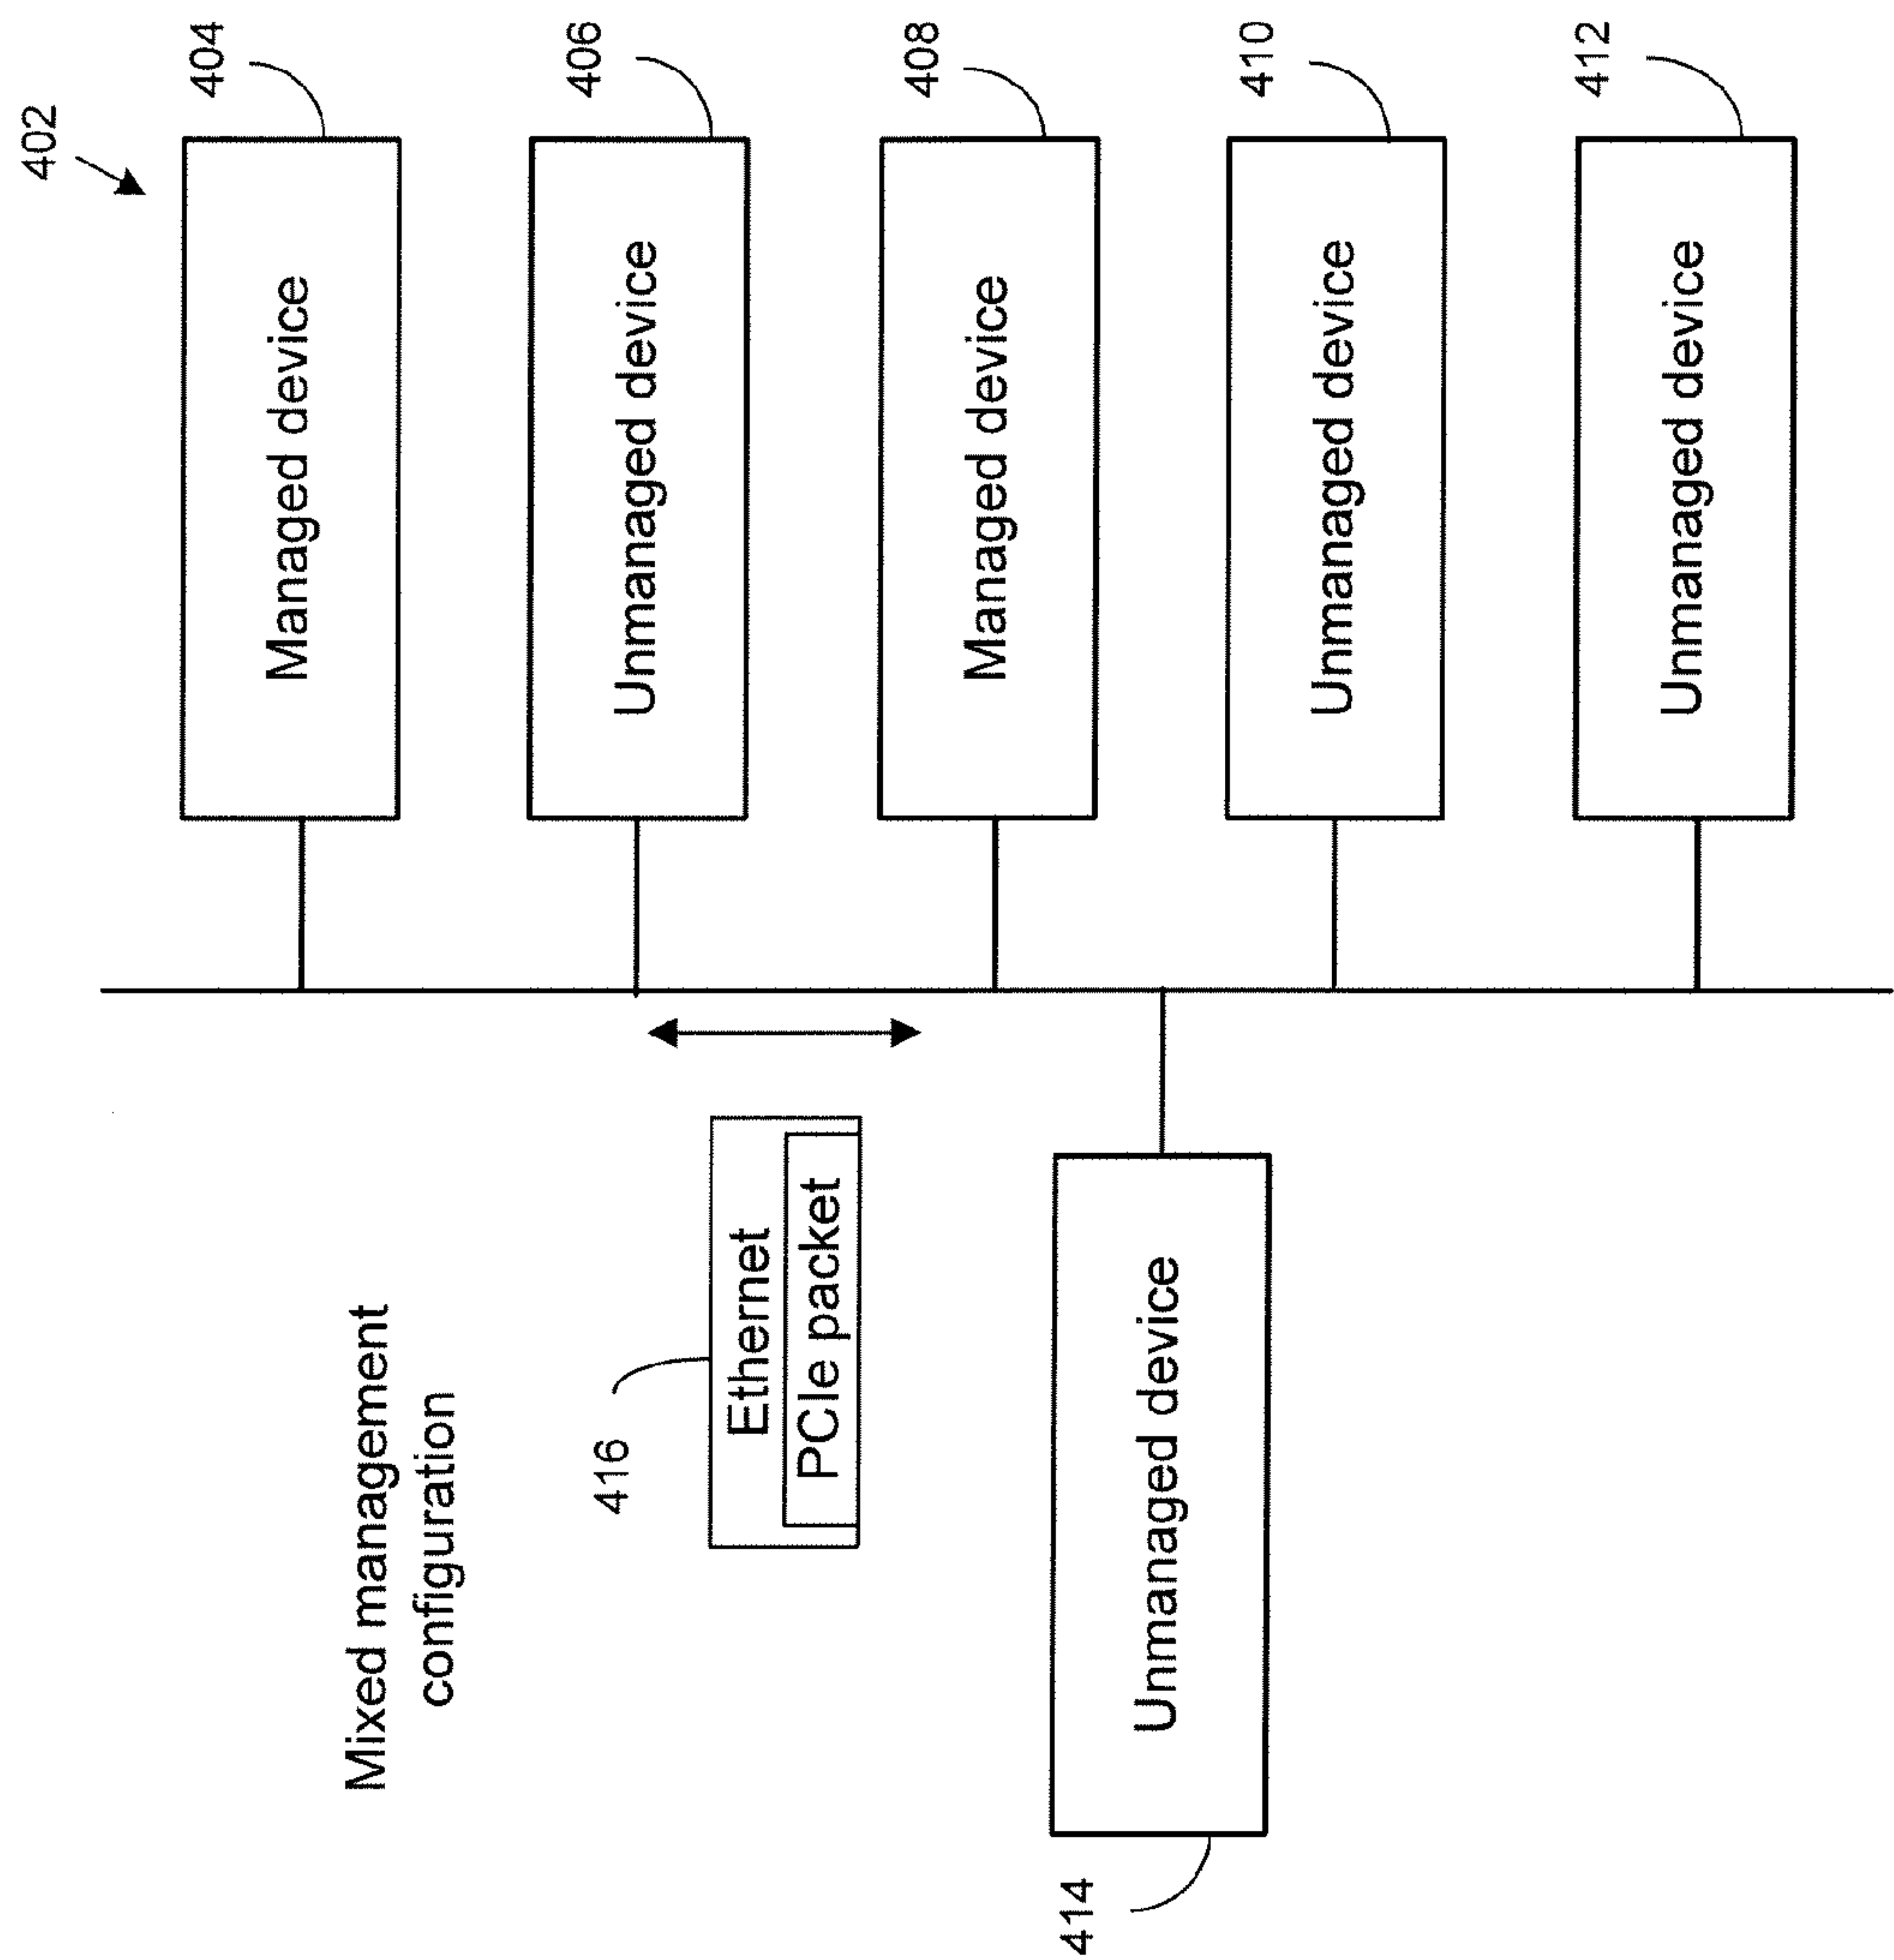 402
404
Managed device
406
Unmanaged device
408
Managed device
410
Unmanaged device
412
Unmanaged device
Mixed management
configuration
416
Ethernet
PCIe packet
Unmanaged device
414